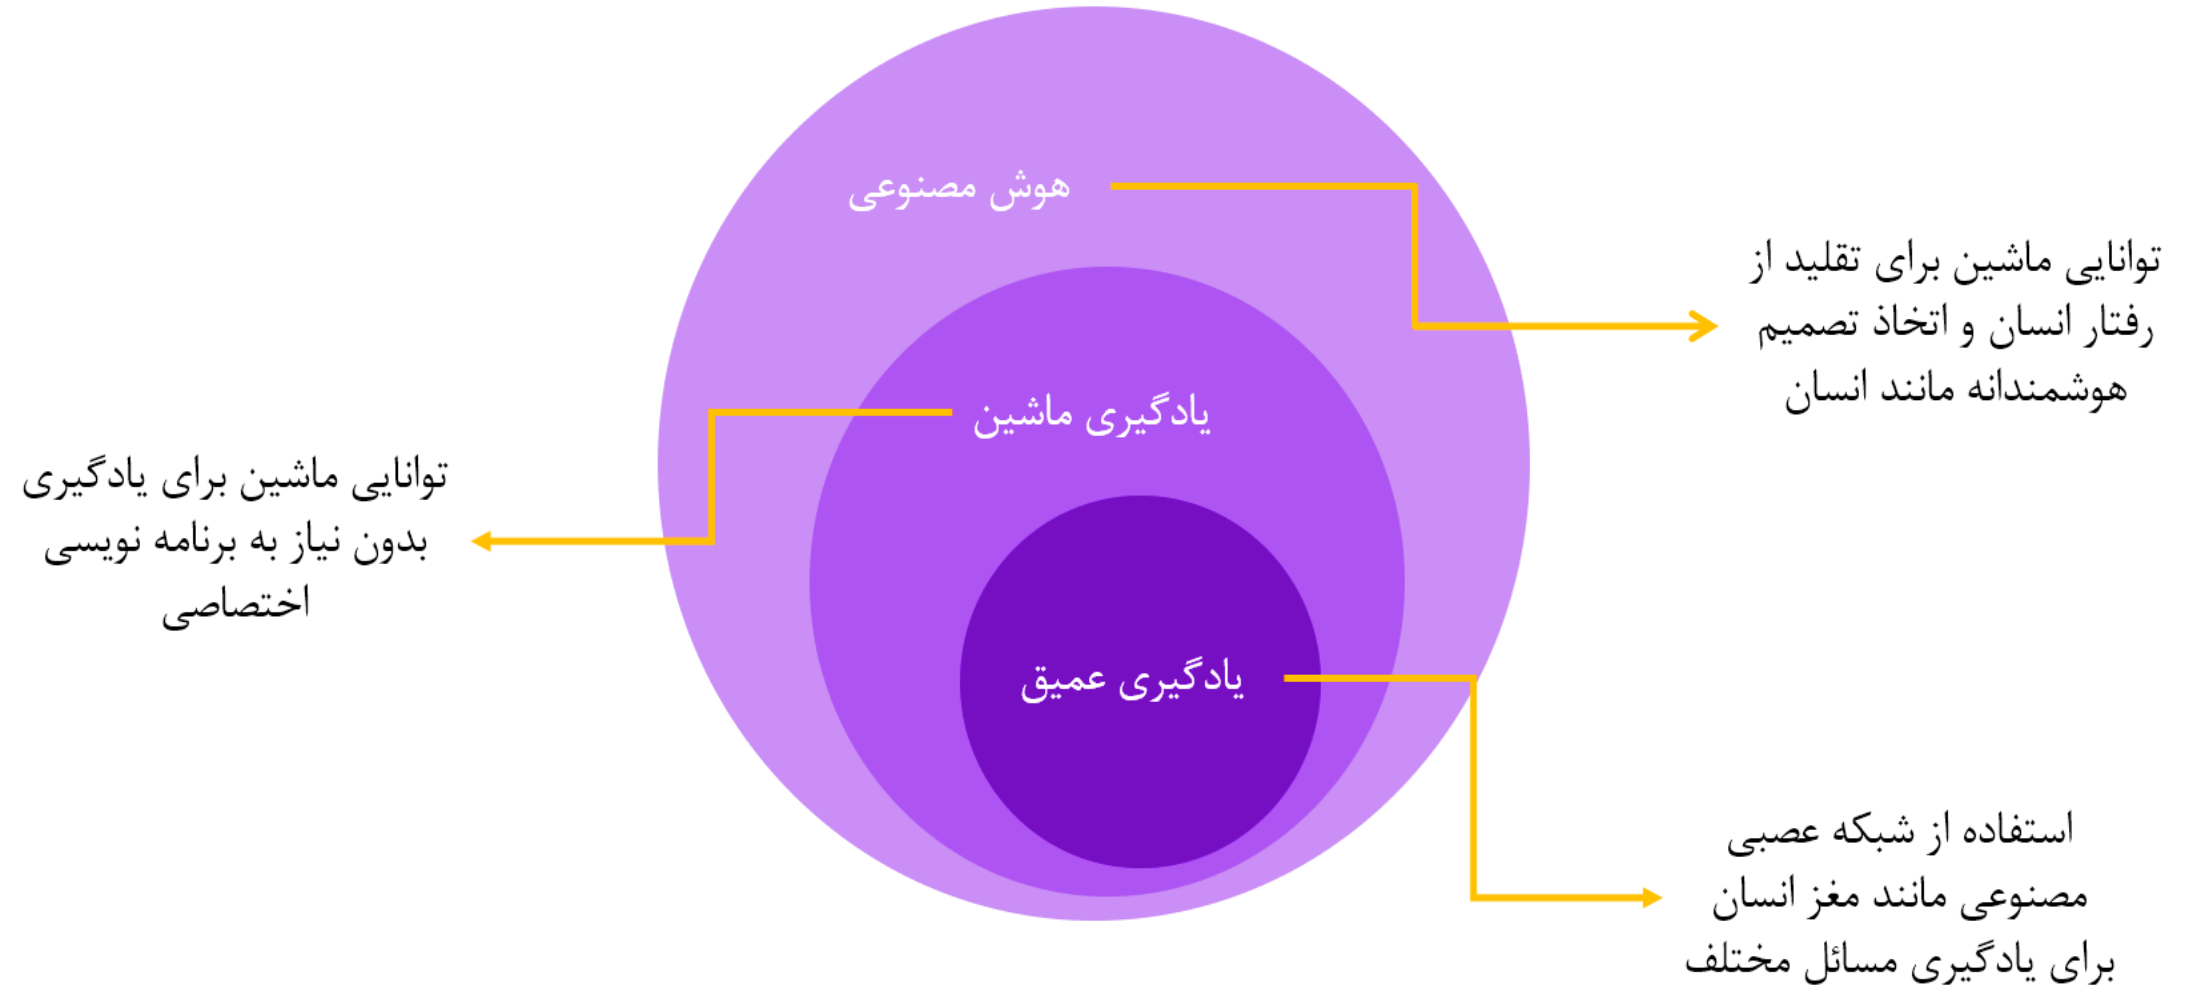 هوش مصنوعی
توانایی ماشین برای تقلید از
رفتار انسان و اتخاذ تصمیم
هوشمندانه مانند انسان
یادگیری ماشین
توانایی ماشین برای یادگیری
بدون نیاز به برنامه نویسی
اختصاصی
یادگیری عمیق
استفاده از شبکه عصبی
مصنوعی مانند مغز انسان
برای یادگیری مسائل مختلف